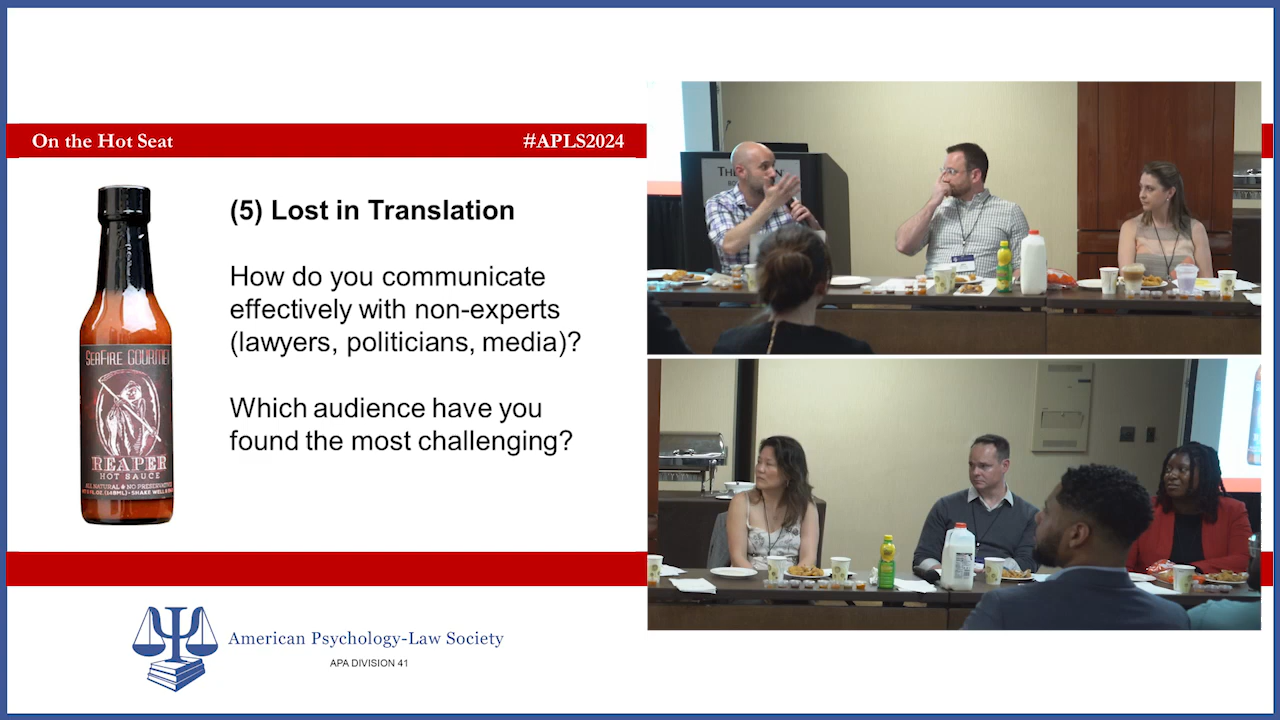 On the Hot Seat
#APLS2024
(5) Lost in Translation
How do you communicate
effectively with non-experts
(lawyers, politicians, media)?
Which audience have you
found the most challenging?
SEAFIRE GOURME
REAPER
HOT SAUCE
American Psychology-Law Society
APA DIVISION 41